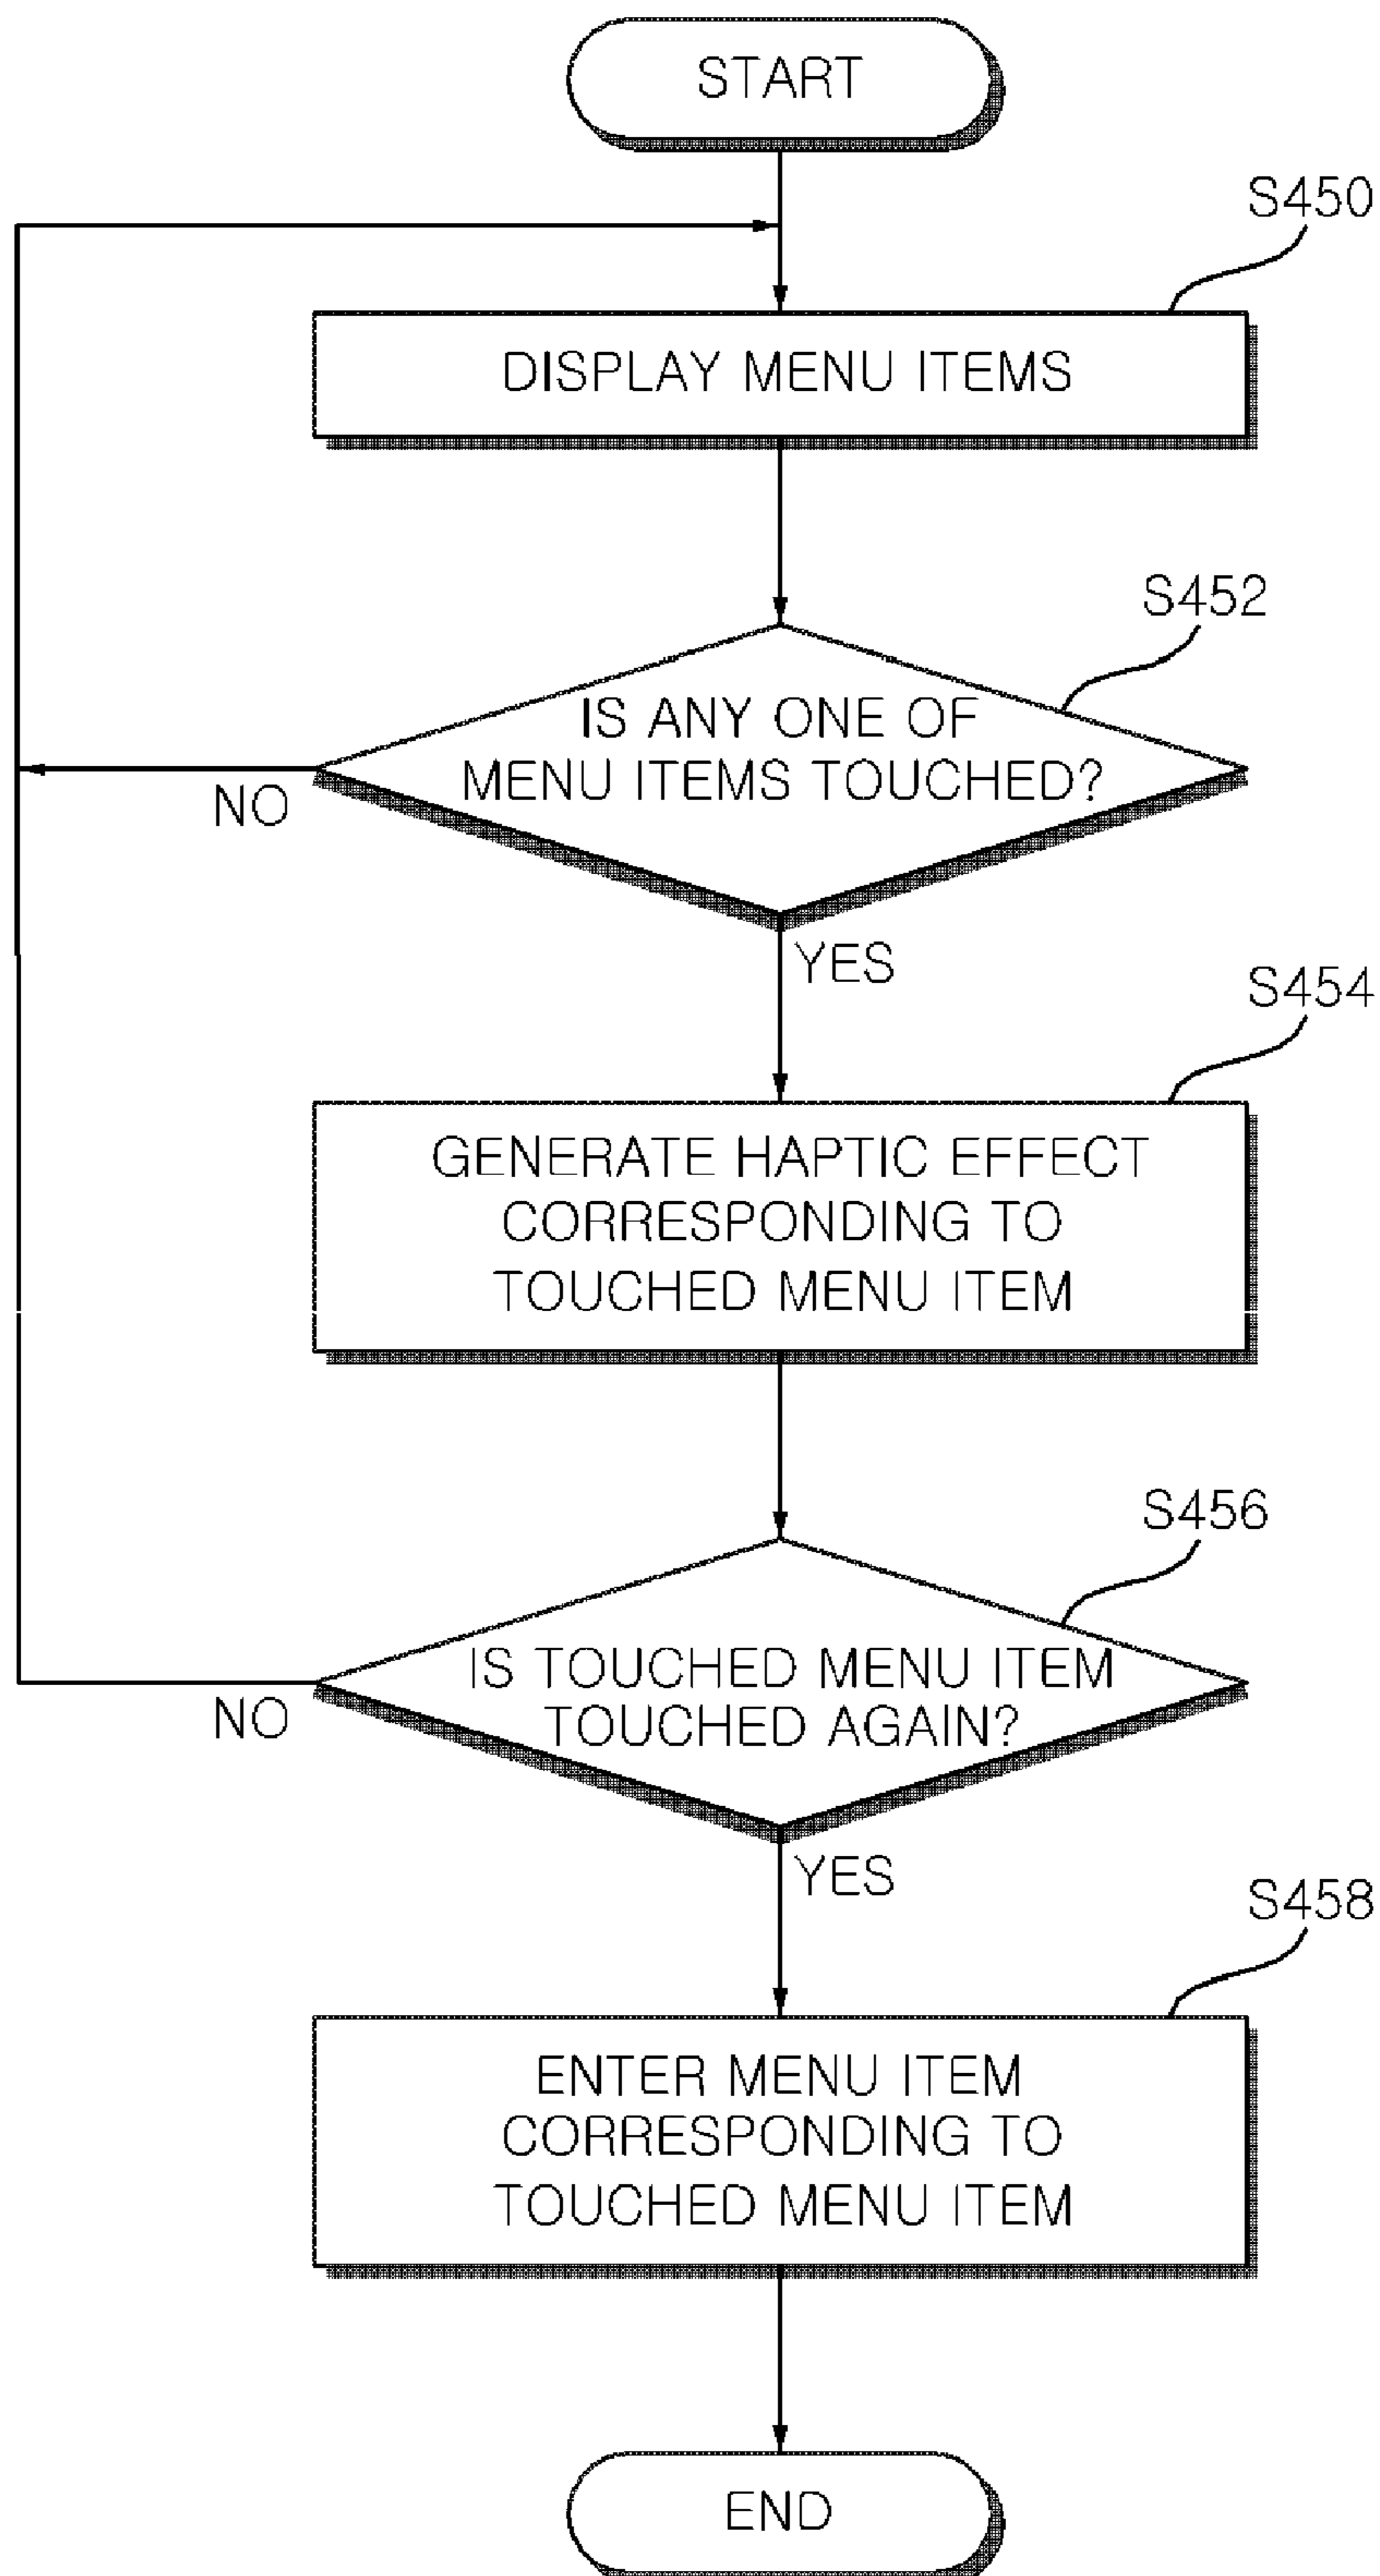 START
S450
DISPLAY MENU ITEMS
S452
IS ANY ONE OF
MENU ITEMS TOUCHED?
NO
YES
S454
GENERATE HAPTIC EFFECT
CORRESPONDING TO
TOUCHED MENU ITEM
S456
IS TOUCHED MENU ITEM
TOUCHED AGAIN?
NO
YES
S458
ENTER MENU ITEM
CORRESPONDING TO
TOUCHED MENU ITEM
END